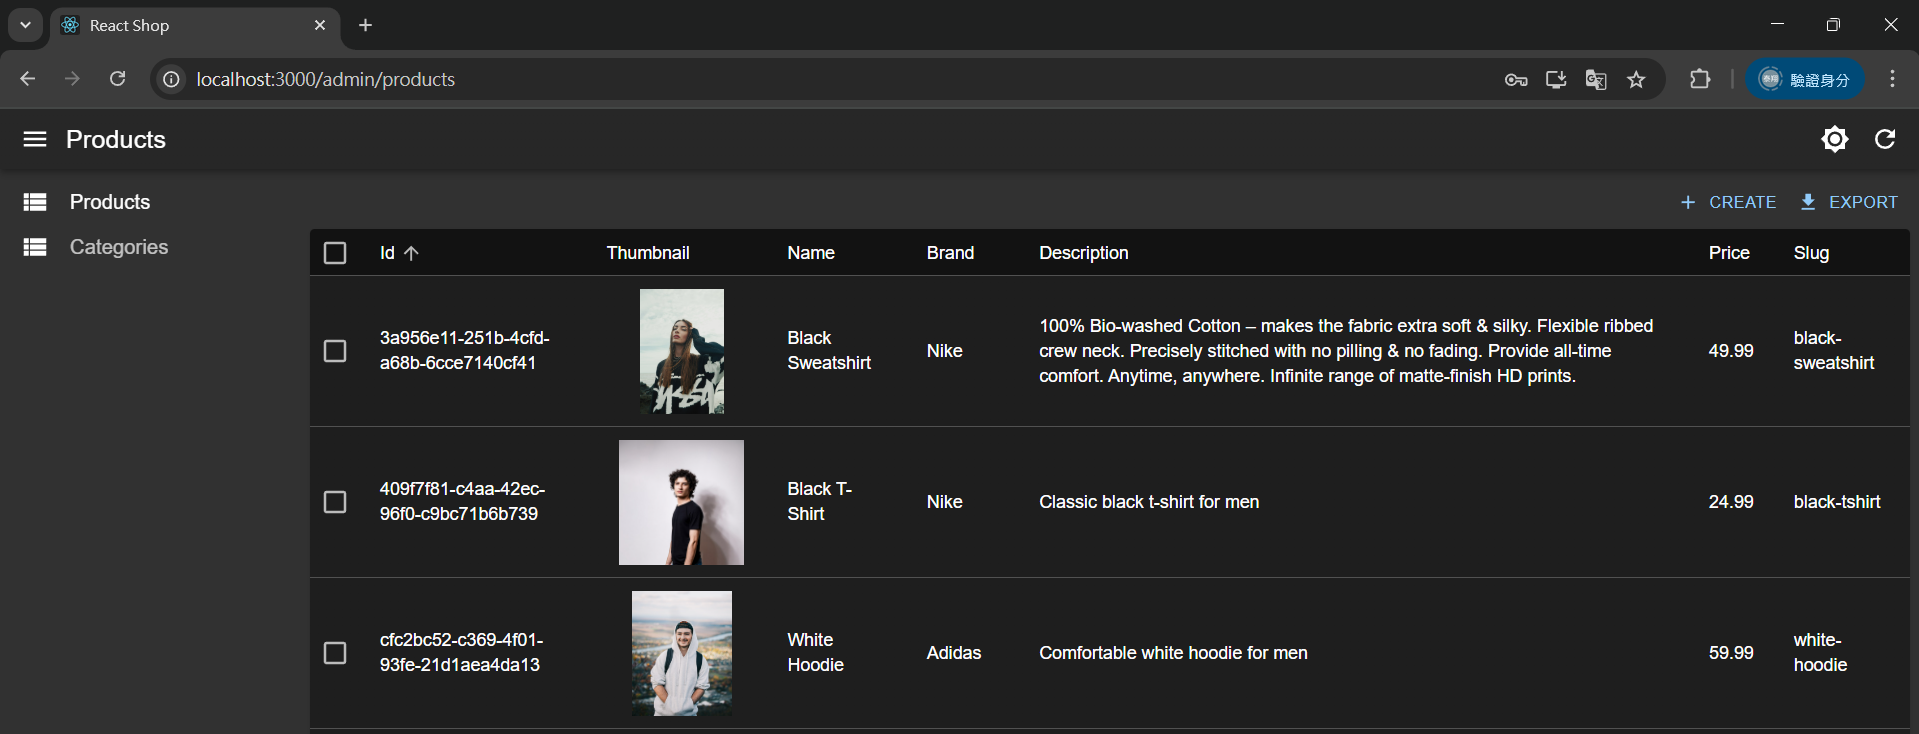 React Shop
localhost:3000/admin/products
驗證身分
Products
Products
Categories
CREATE
EXPORT
Id
Thumbnail
Name
Brand
Description
Price
Slug
3a956e11-251b-4cfd-
a68b-6cce7140cf41
Black
Sweatshirt
Nike
100% Bio-washed Cotton – makes the fabric extra soft & silky. Flexible ribbed
crew neck. Precisely stitched with no pilling & no fading. Provide all-time
comfort. Anytime, anywhere. Infinite range of matte-finish HD prints.
49.99
black-
sweatshirt
409f7f81-c4aa-42ec-
96f0-c9bc71b6b739
Black T-
Shirt
Nike
Classic black t-shirt for men
24.99
black-tshirt
cfc2bc52-c369-4f01-
93fe-21d1aea4da13
White
Hoodie
Adidas
Comfortable white hoodie for men
59.99
white-
hoodie